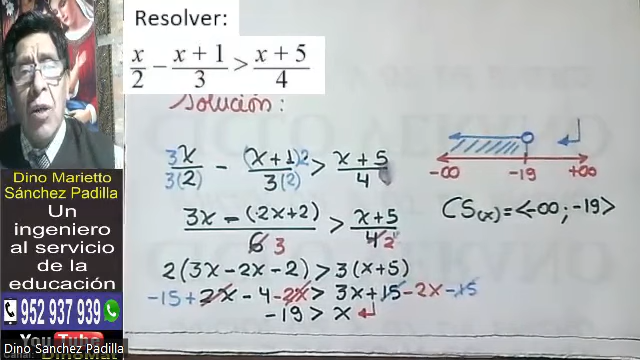 Resolver:
x/2 − (x + 1)/3 > (x + 5)/4
Solución:
3x/3(2) − (x+1)2/3(2) > (x+5)/4
(3x − (2x+2))/6 3 > (x+5)/4 2
2(3x−2x−2) > 3(x+5)
−15+2x − 4 −2x > 3x+15 −2x −15
−19 > x
-∞ -19 +∞
CS(x) = <-∞; -19>
Dino Marietto
Sánchez Padilla
Un
ingeniero
al servicio
de la
educación
952 937 939
You Tube
Dino Sanchez Padilla